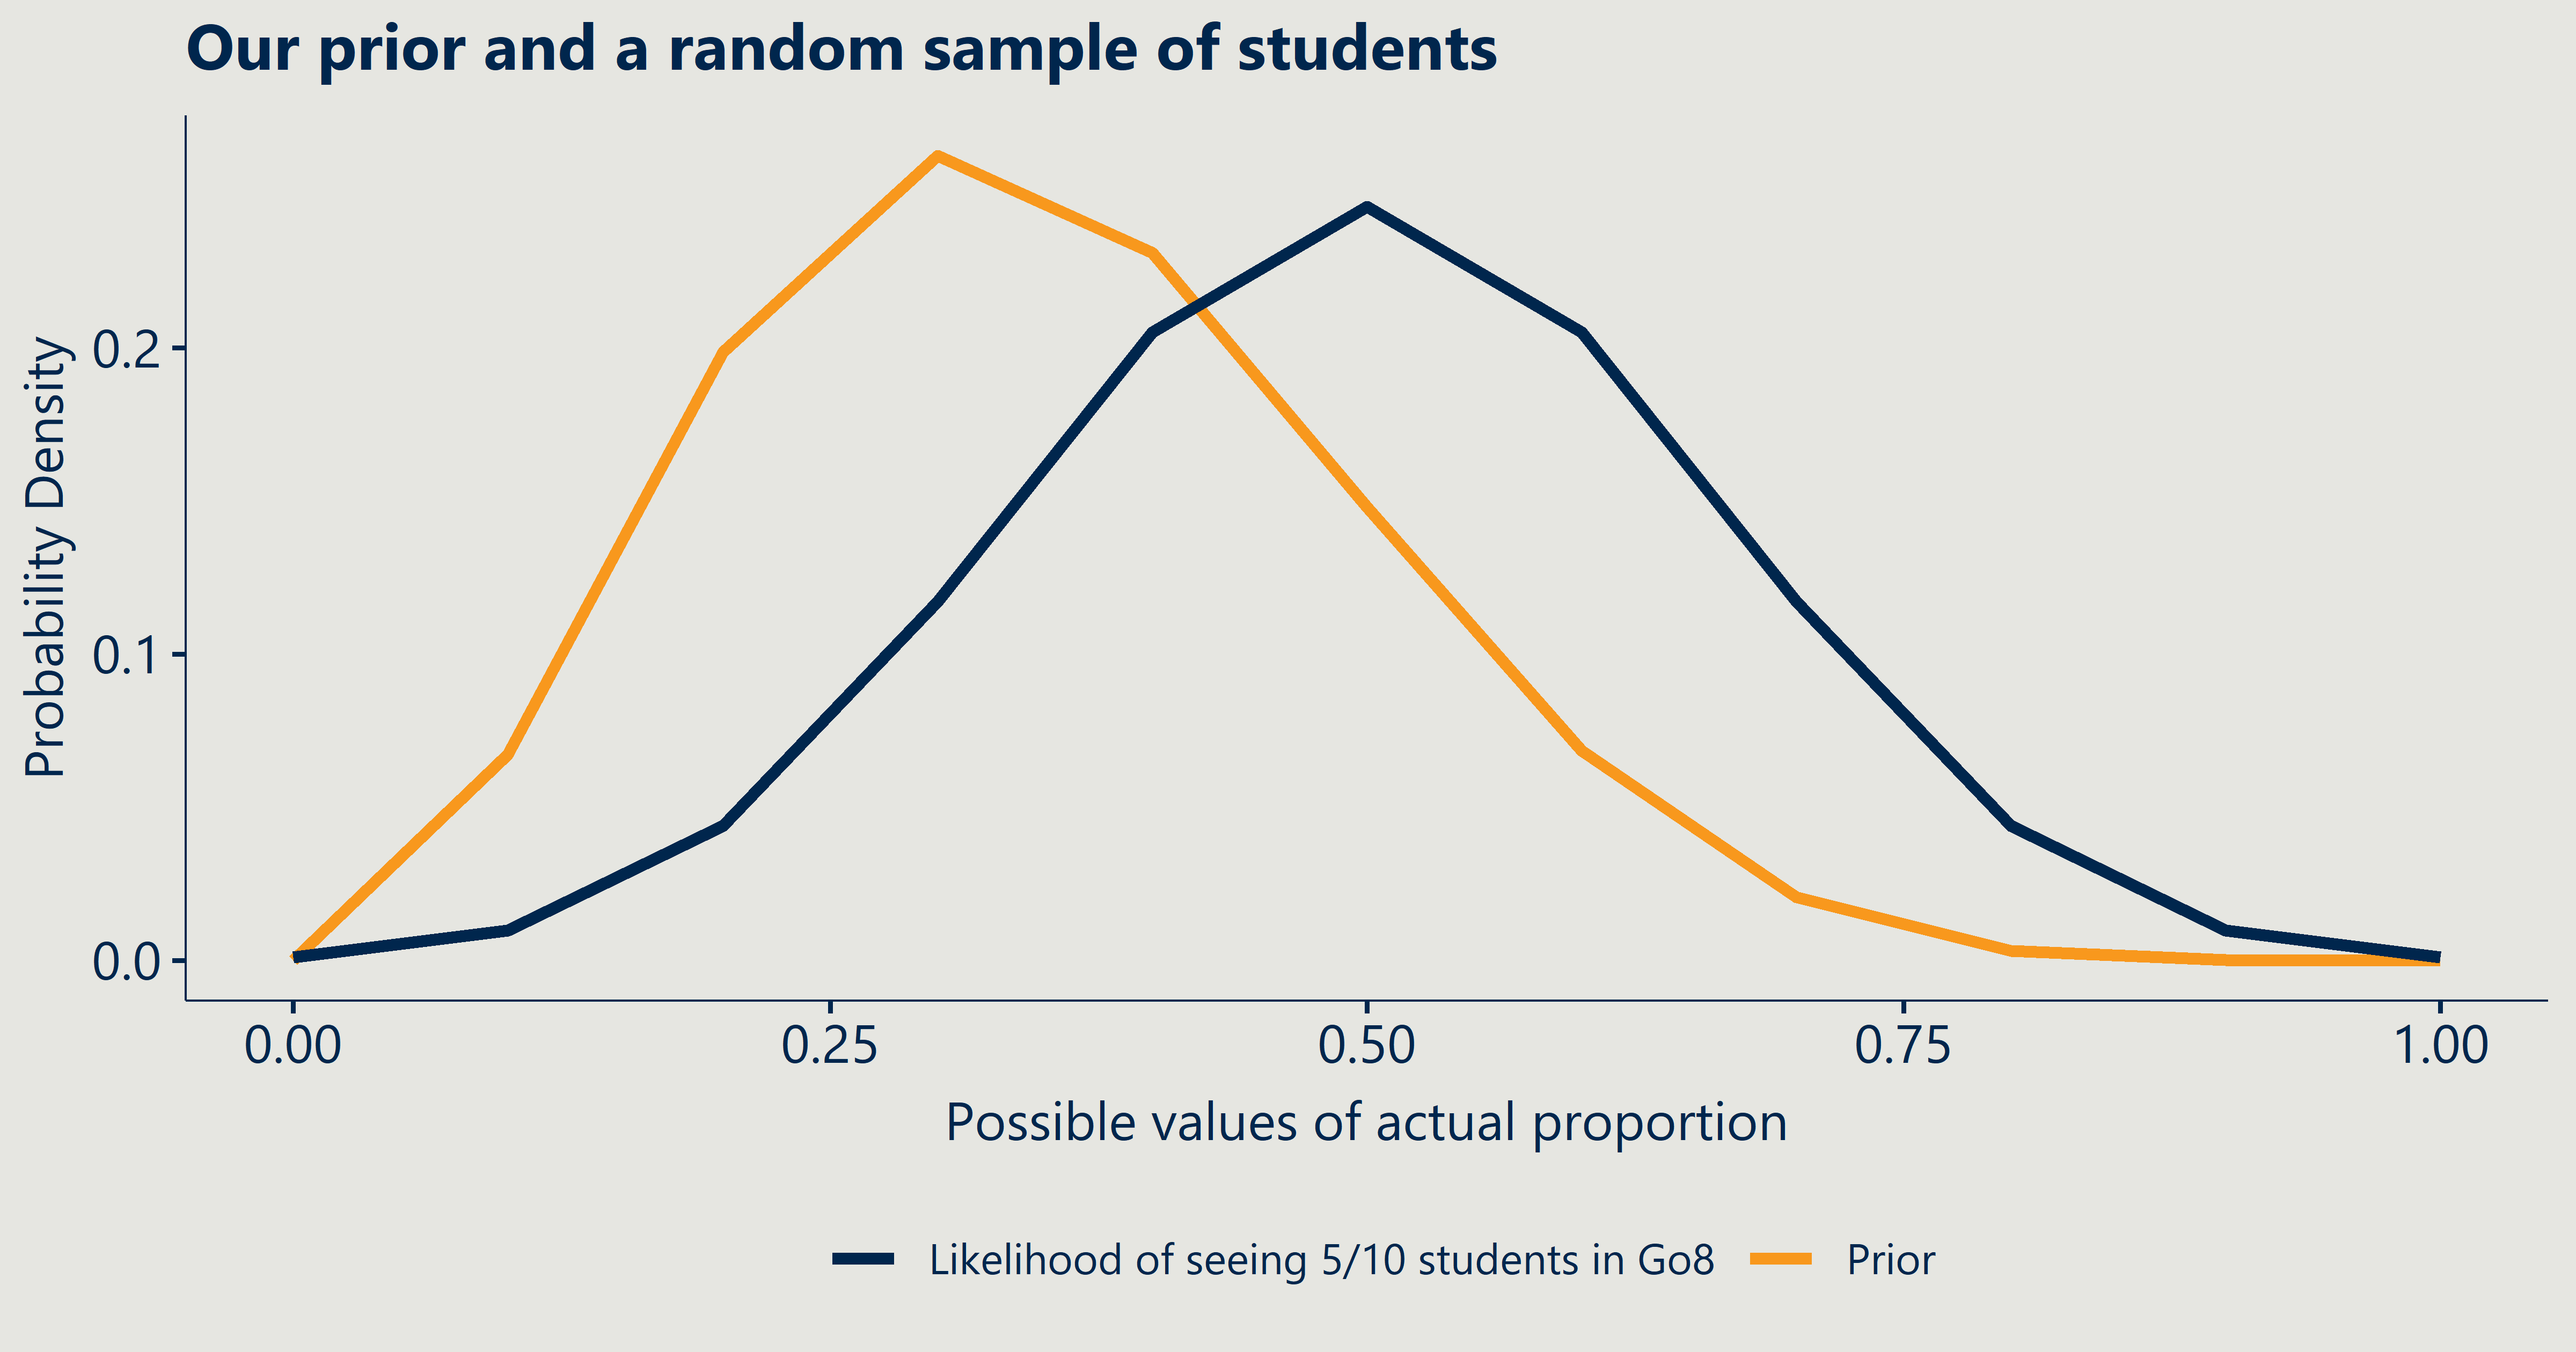 Our prior and a random sample of students
Probability Density
0.2
0.1
0.0
0.00 0.25 0.50 0.75 1.00
Possible values of actual proportion
Likelihood of seeing 5/10 students in Go8 Prior